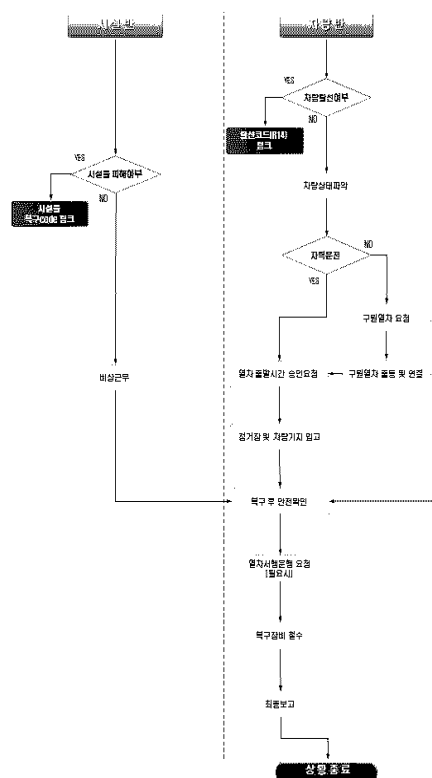 시설반
차량반
YES
차량탈선여부
NO
탈선코드(R14)
링크
YES
시설물 피해여부
NO
차량상태파악
시설물
복구code 링크
자력운전
NO
YES
구원열차 요청
비상근무
열차 출발시간 승인요청
구원열차 출동 및 연결
정거장 및 차량기지 입고
복구 후 안전확인
열차서행운행 요청
(필요시)
복구장비 철수
최종보고
상황종료